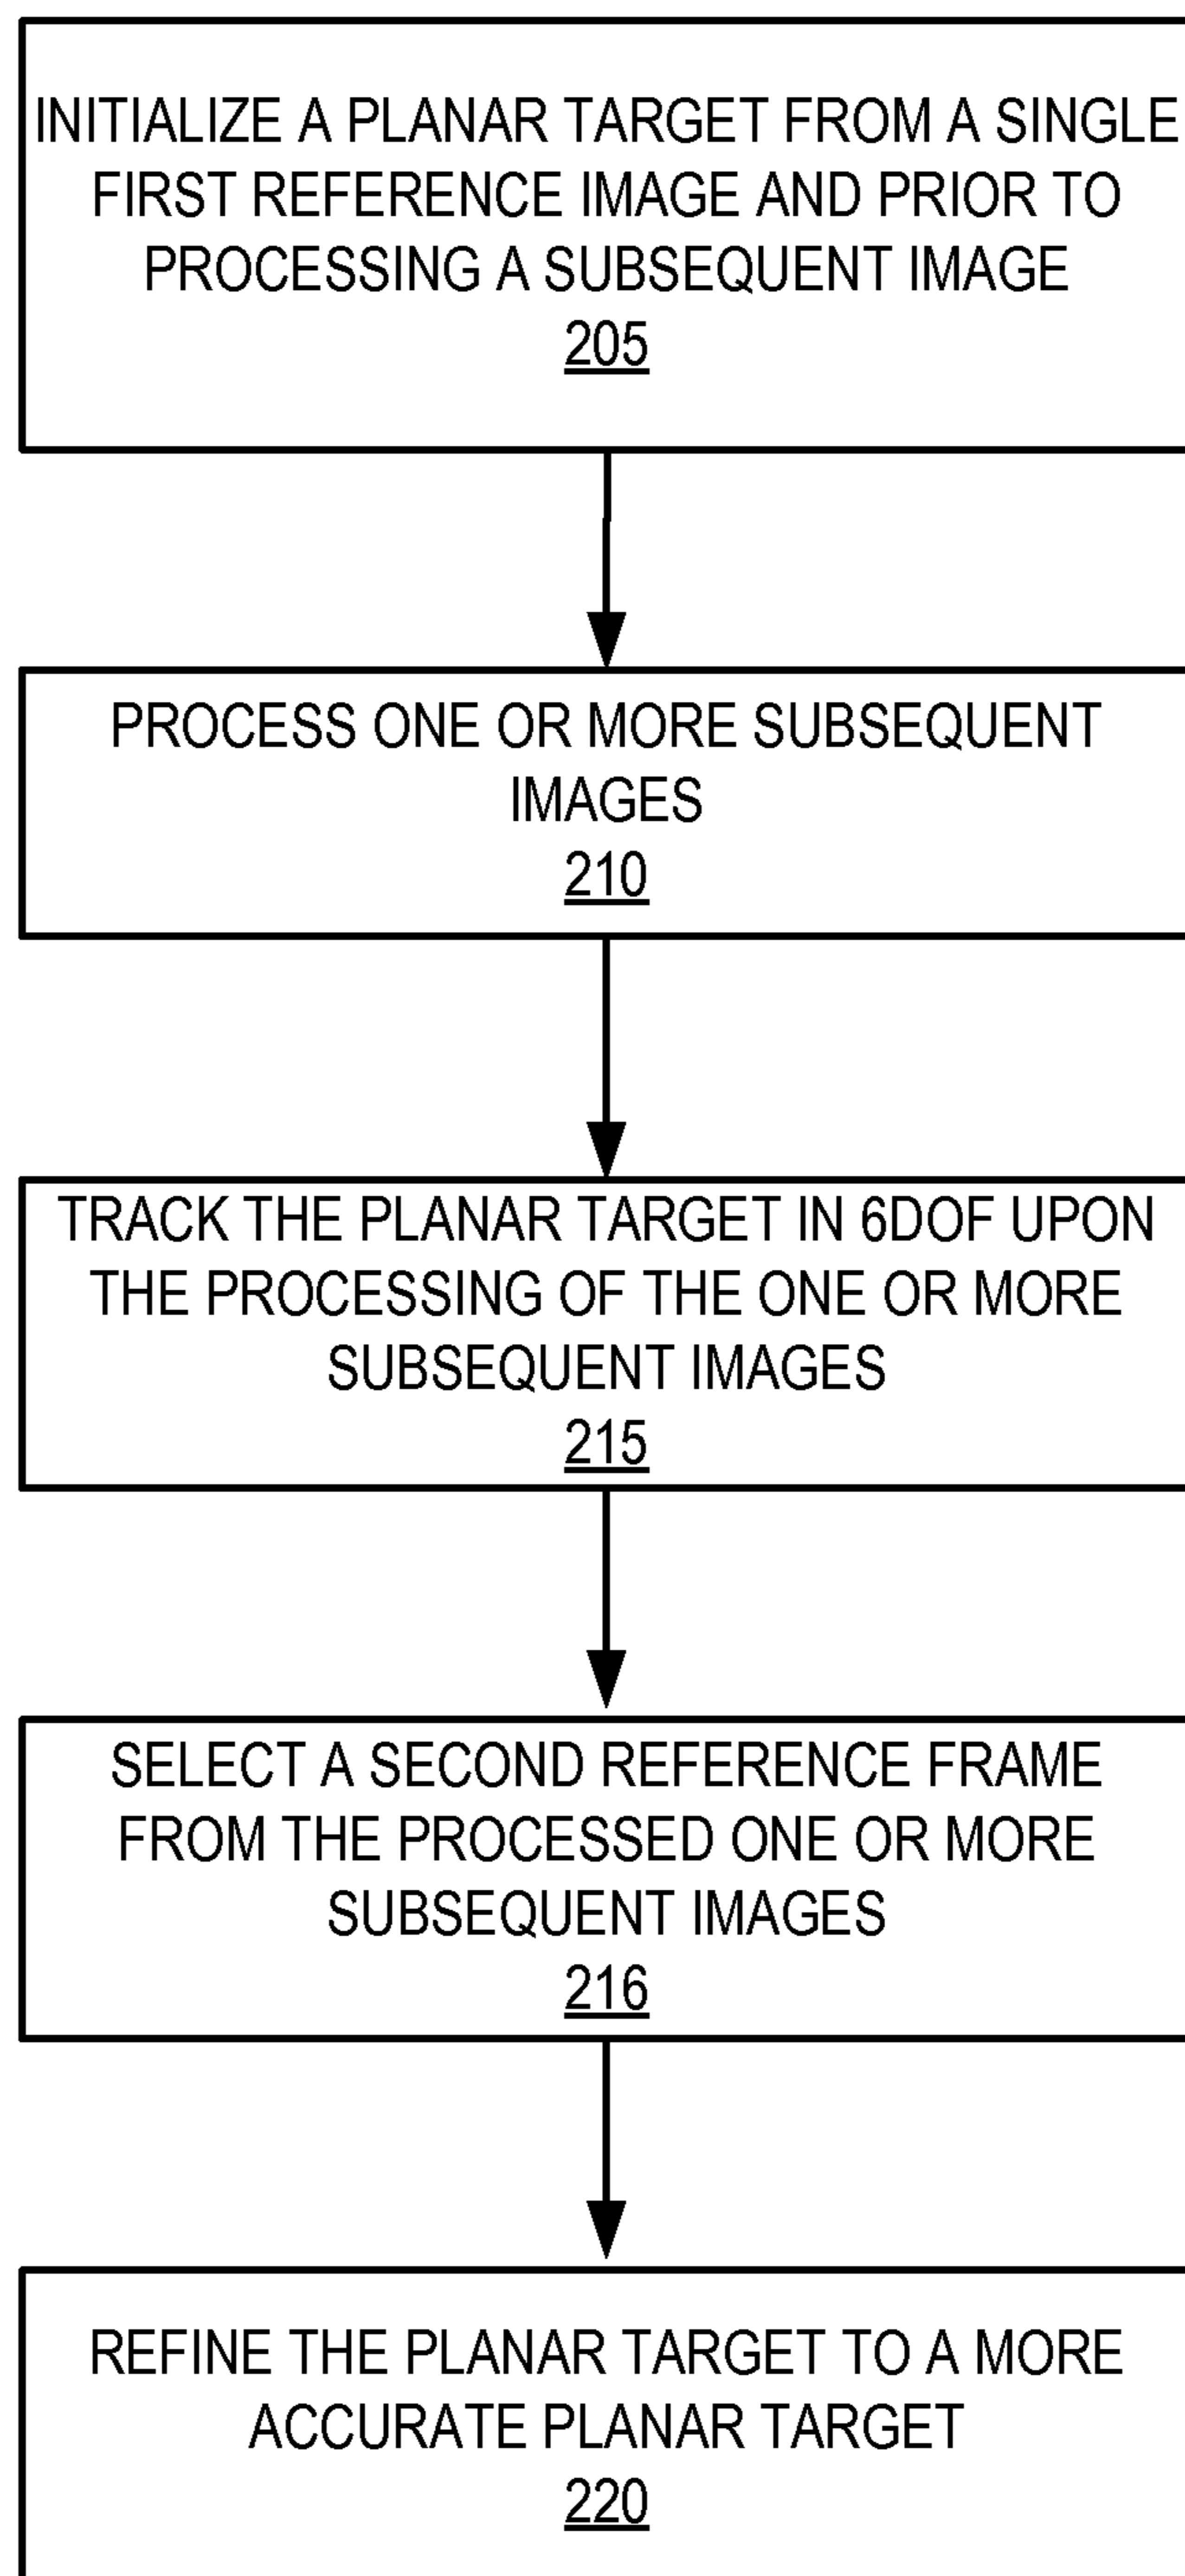 INITIALIZE A PLANAR TARGET FROM A SINGLE
FIRST REFERENCE IMAGE AND PRIOR TO
PROCESSING A SUBSEQUENT IMAGE
205
PROCESS ONE OR MORE SUBSEQUENT
IMAGES
210
TRACK THE PLANAR TARGET IN 6DOF UPON
THE PROCESSING OF THE ONE OR MORE
SUBSEQUENT IMAGES
215
SELECT A SECOND REFERENCE FRAME
FROM THE PROCESSED ONE OR MORE
SUBSEQUENT IMAGES
216
REFINE THE PLANAR TARGET TO A MORE
ACCURATE PLANAR TARGET
220